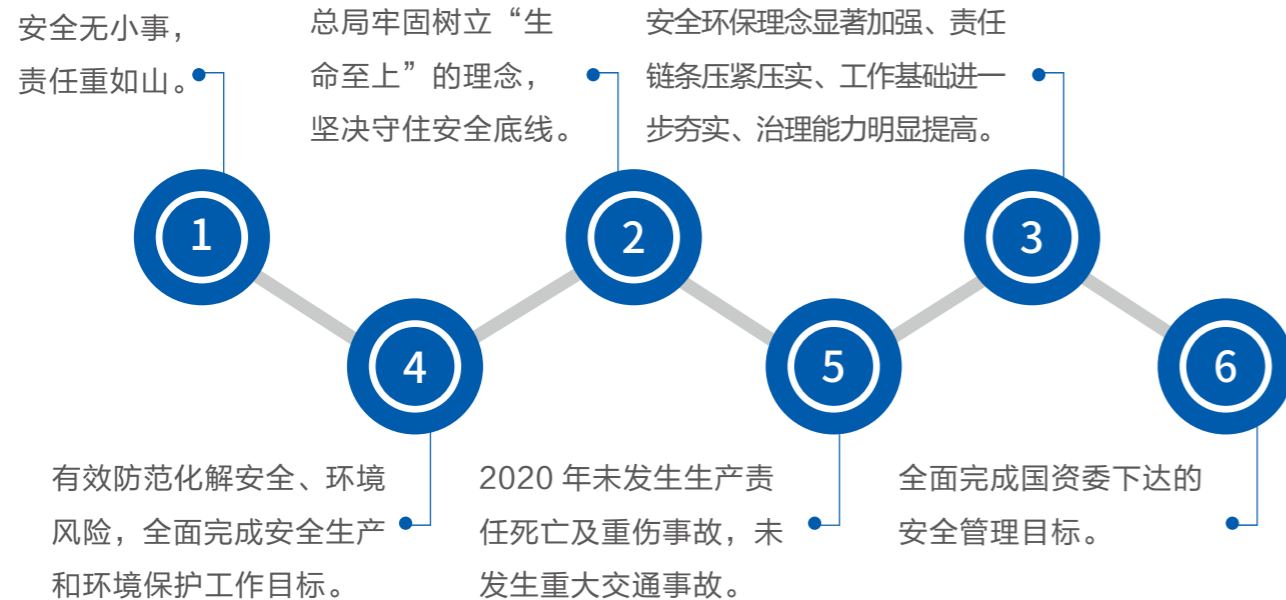 安全无小事，
责任重如山。
总局牢固树立“生
命至上”的理念，
坚决守住安全底线。
安全环保理念显著加强、责任
链条压紧压实、工作基础进一
步夯实、治理能力明显提高。
1
2
3
4
5
6
有效防范化解安全、环境
风险，全面完成安全生产
和环境保护工作目标。
2020 年未发生生产责
任死亡及重伤事故，未
发生重大交通事故。
全面完成国资委下达的
安全管理目标。